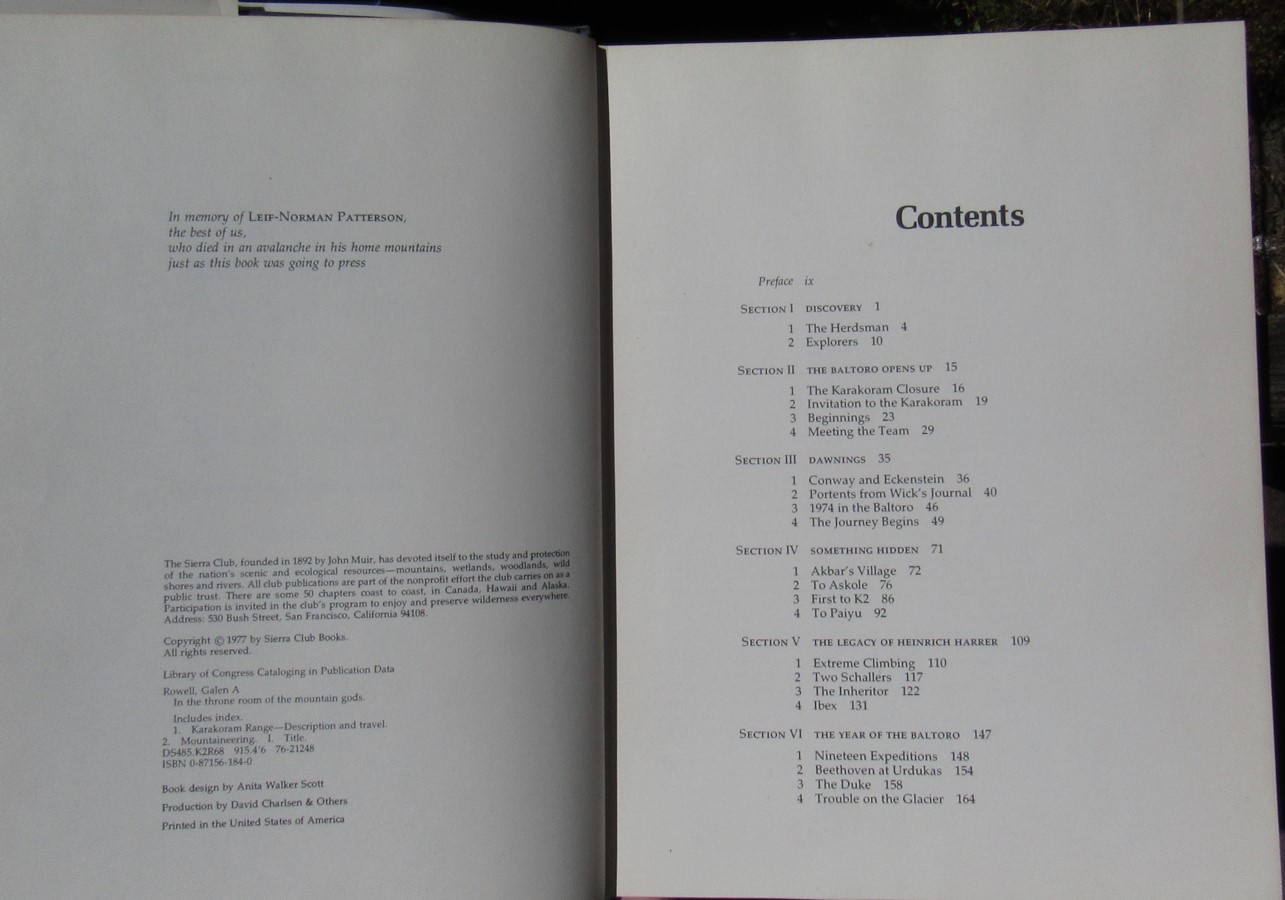 In memory of LEIF-NORMAN PATTERSON,
the best of us,
who died in an avalanche in his home mountains
just as this book was going to press
The Sierra Club, founded in 1892 by John Muir, has devoted itself to the study and protection
of the nation's scenic and ecological resources—mountains, wetlands, woodlands, wild
shores and rivers. All club publications are part of the nonprofit effort the club carries on as a
public trust. There are some 50 chapters coast to coast, in Canada, Hawaii and Alaska.
Participation is invited in the club's program to enjoy and preserve wilderness everywhere.
Address: 530 Bush Street, San Francisco, California 94108.
Copyright © 1977 by Sierra Club Books.
All rights reserved.
Library of Congress Cataloging in Publication Data
Rowell, Galen A
In the throne room of the mountain gods.
Includes index.
1. Karakoram Range—Description and travel.
2. Mountaineering. I. Title.
DS485.K2R68 915.4'6 76-21248
ISBN 0-87156-184-0
Book design by Anita Walker Scott
Production by David Charlsen & Others
Printed in the United States of America
Contents
Preface ix
SECTION I DISCOVERY 1
1 The Herdsman 4
2 Explorers 10
SECTION II THE BALTORO OPENS UP 15
1 The Karakoram Closure 16
2 Invitation to the Karakoram 19
3 Beginnings 23
4 Meeting the Team 29
SECTION III DAWNINGS 35
1 Conway and Eckenstein 36
2 Portents from Wick's Journal 40
3 1974 in the Baltoro 46
4 The Journey Begins 49
SECTION IV SOMETHING HIDDEN 71
1 Akbar's Village 72
2 To Askole 76
3 First to K2 86
4 To Paiyu 92
SECTION V THE LEGACY OF HEINRICH HARRER 109
1 Extreme Climbing 110
2 Two Schallers 117
3 The Inheritor 122
4 Ibex 131
SECTION VI THE YEAR OF THE BALTORO 147
1 Nineteen Expeditions 148
2 Beethoven at Urdukas 154
3 The Duke 158
4 Trouble on the Glacier 164